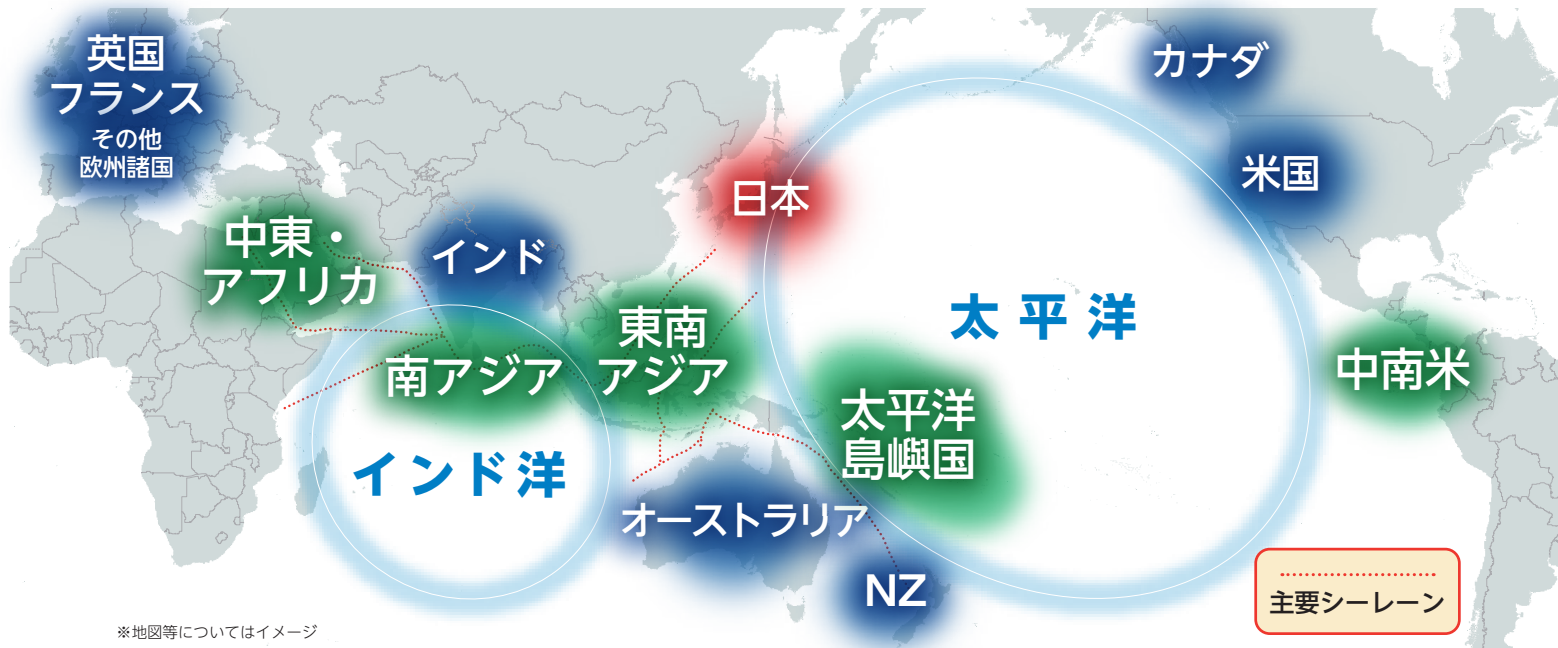 英国
フランス
その他
欧州諸国
カナダ
米国
日本
中東・
アフリカ
インド
東南
アジア
南アジア
太平洋
中南米
太平洋
島嶼国
インド洋
オーストラリア
NZ
主要シーレーン
※地図等についてはイメージ